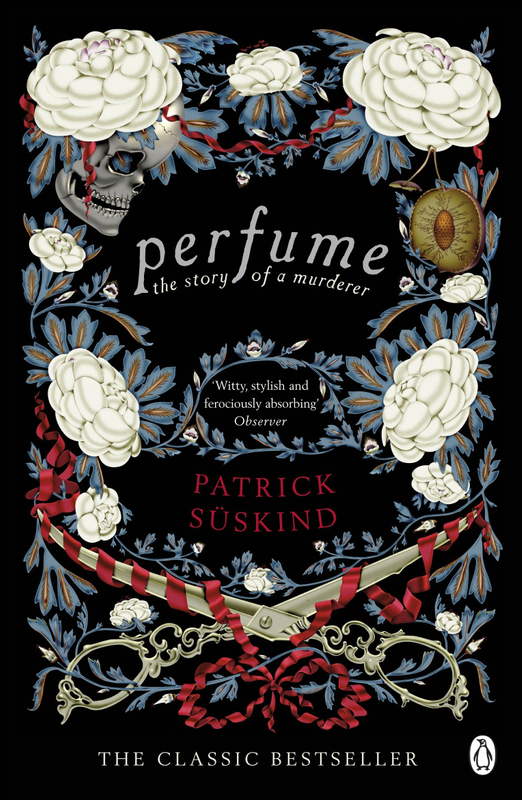 perfume
the story of a murderer
‘Witty, stylish and
ferociously absorbing’
Observer
PATRICK
SÜSKIND
THE CLASSIC BESTSELLER